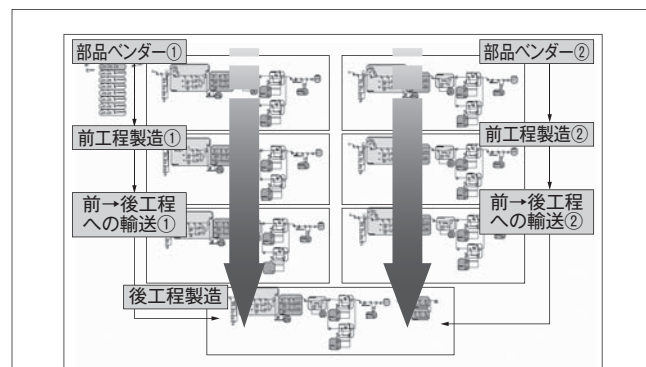 部品ベンダー①
部品ベンダー②
前工程製造①
前工程製造②
前→後工程
への輸送①
前→後工程
への輸送②
後工程製造